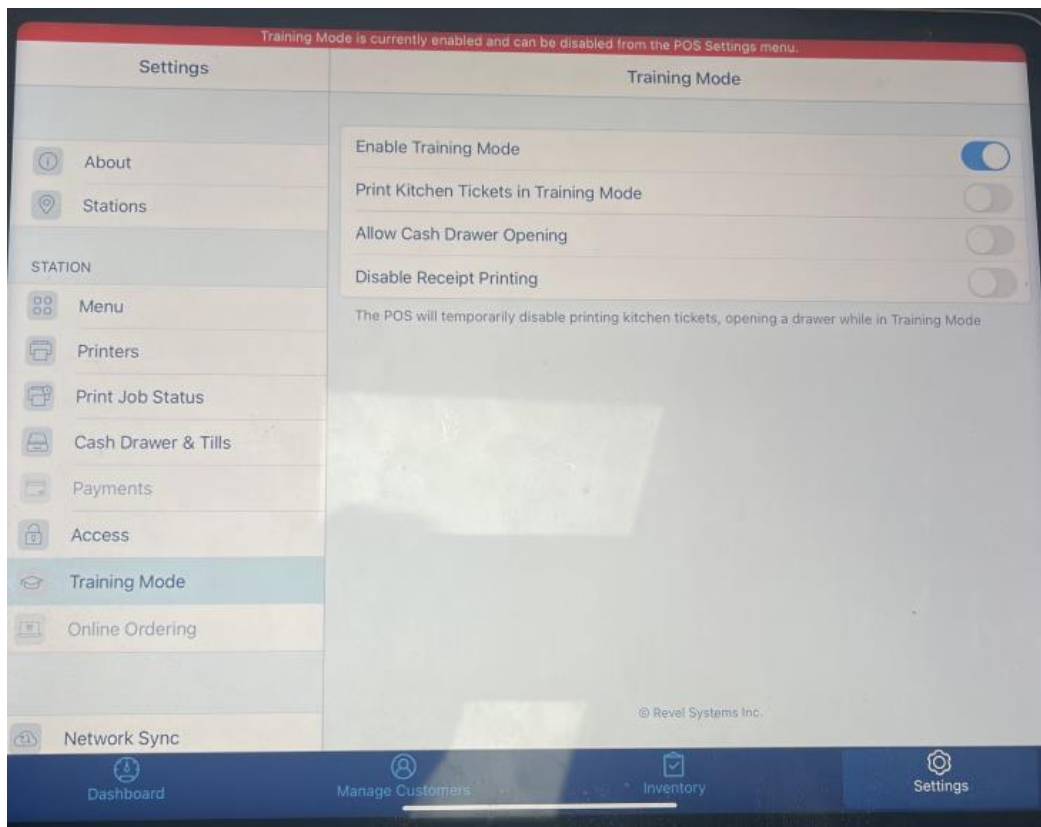 Training Mode is currently enabled and can be disabled from the POS Settings menu.
Settings
Training Mode
About
Stations
STATION
Menu
Printers
Print Job Status
Cash Drawer & Tills
Payments
Access
Training Mode
Online Ordering
Network Sync
Enable Training Mode
Print Kitchen Tickets in Training Mode
Allow Cash Drawer Opening
Disable Receipt Printing
The POS will temporarily disable printing kitchen tickets, opening a drawer while in Training Mode
© Revel Systems Inc.
Dashboard
Manage Customers
Inventory
Settings